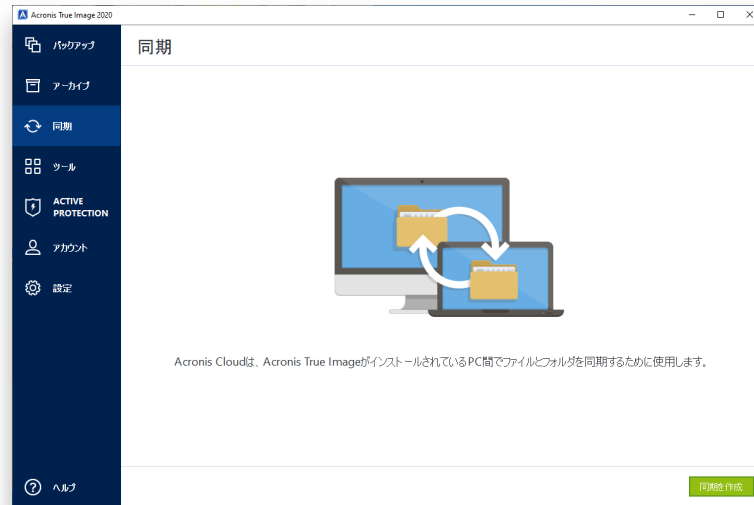 Acronis True Image 2020
バックアップ
同期
アーカイブ
同期
ツール
ACTIVE
PROTECTION
アカウント
設定
Acronis Cloudは、Acronis True ImageがインストールされているPC間でファイルとフォルダを同期するために使用します。
ヘルプ
同期を作成